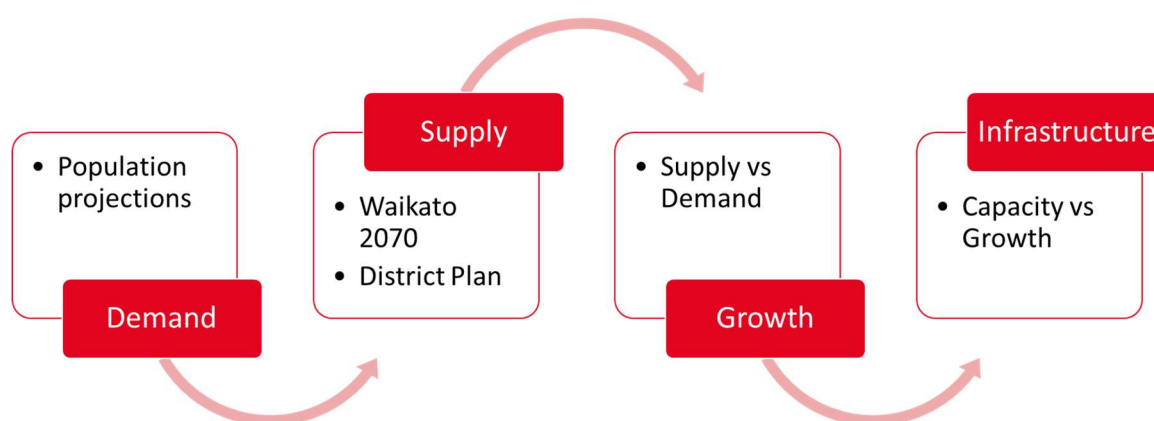 • Population
projections
Demand
Supply
• Waikato
2070
• District Plan
• Supply vs
Demand
Growth
Infrastructure
• Capacity vs
Growth